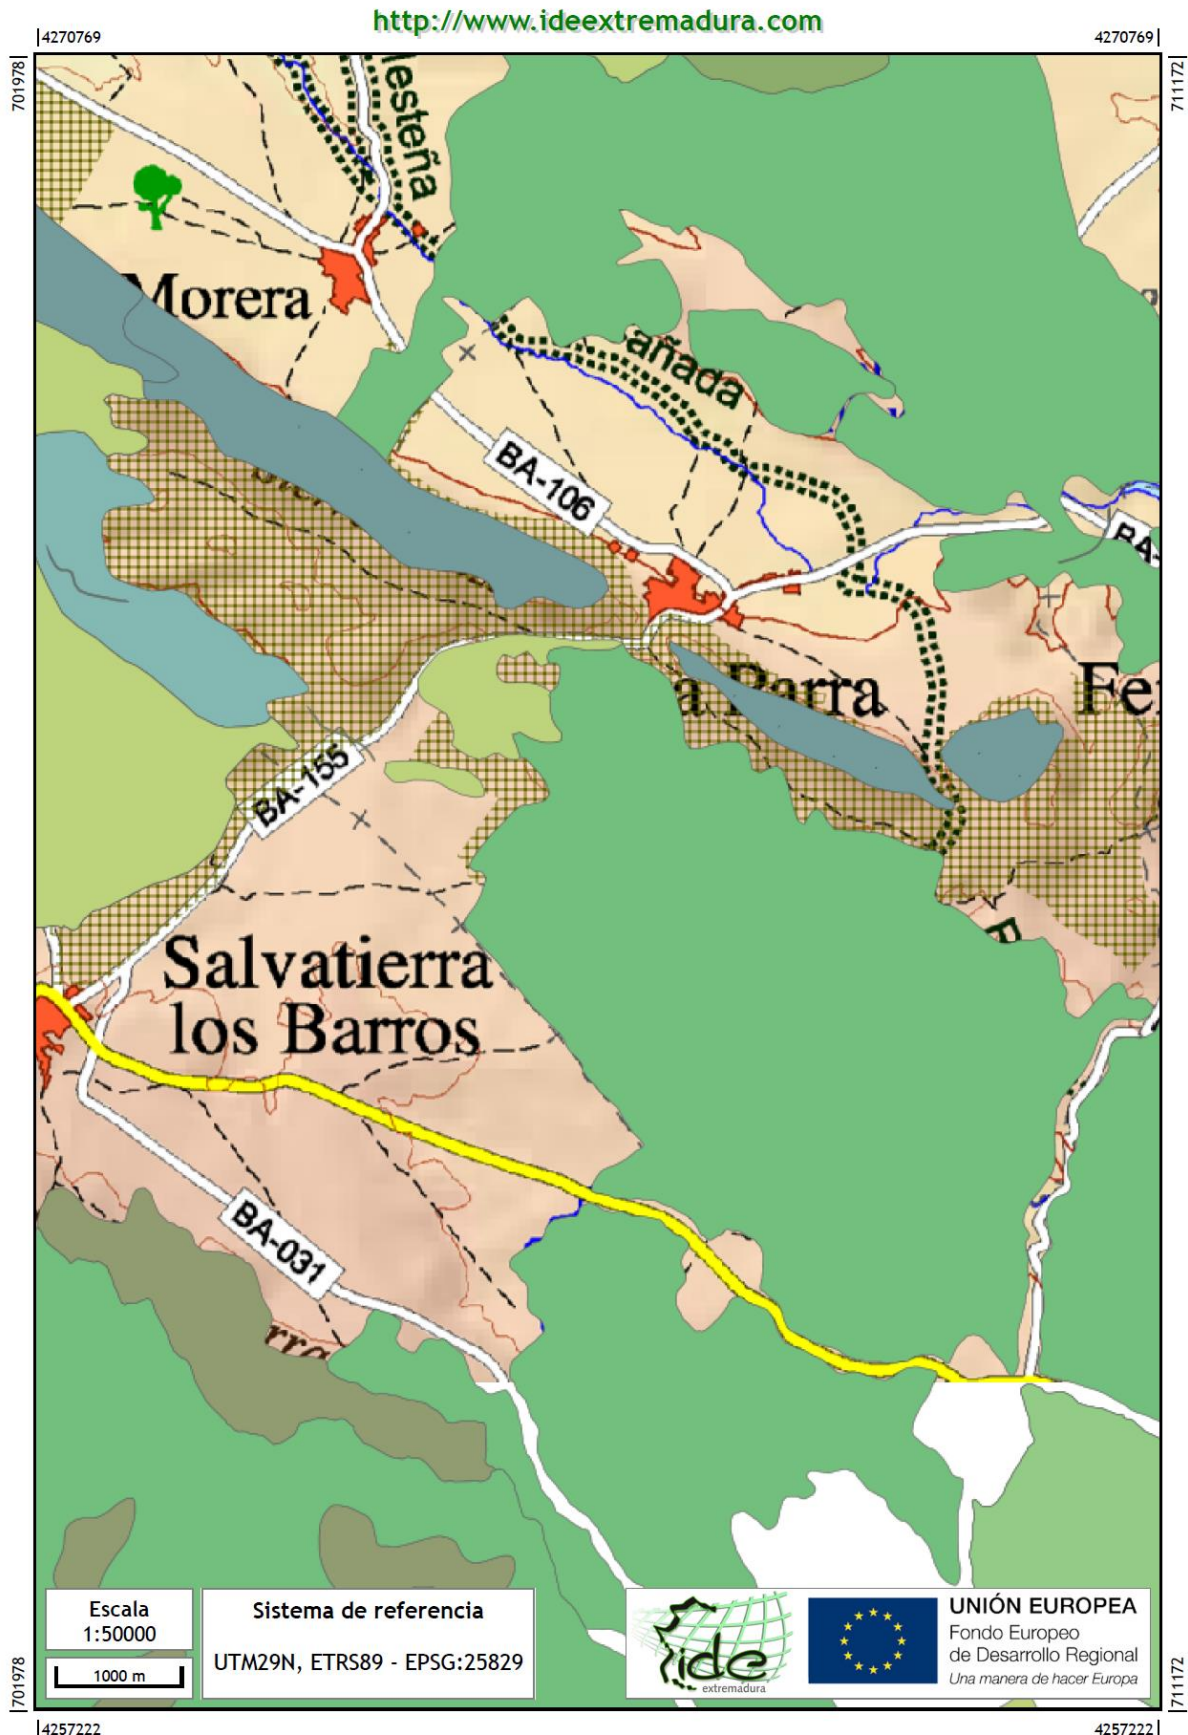 http://www.ideextremadura.com
4270769
4270769
701978
711172
Morera
añada
BA-106
BA-155
Salvatierra
los Barros
BA-031
Escala
1:50000
1000 m
Sistema de referencia
UTM29N, ETRS89 - EPSG:25829
ide
extremadura
UNIÓN EUROPEA
Fondo Europeo
de Desarrollo Regional
Una manera de hacer Europa
701978
711172
4257222
4257222